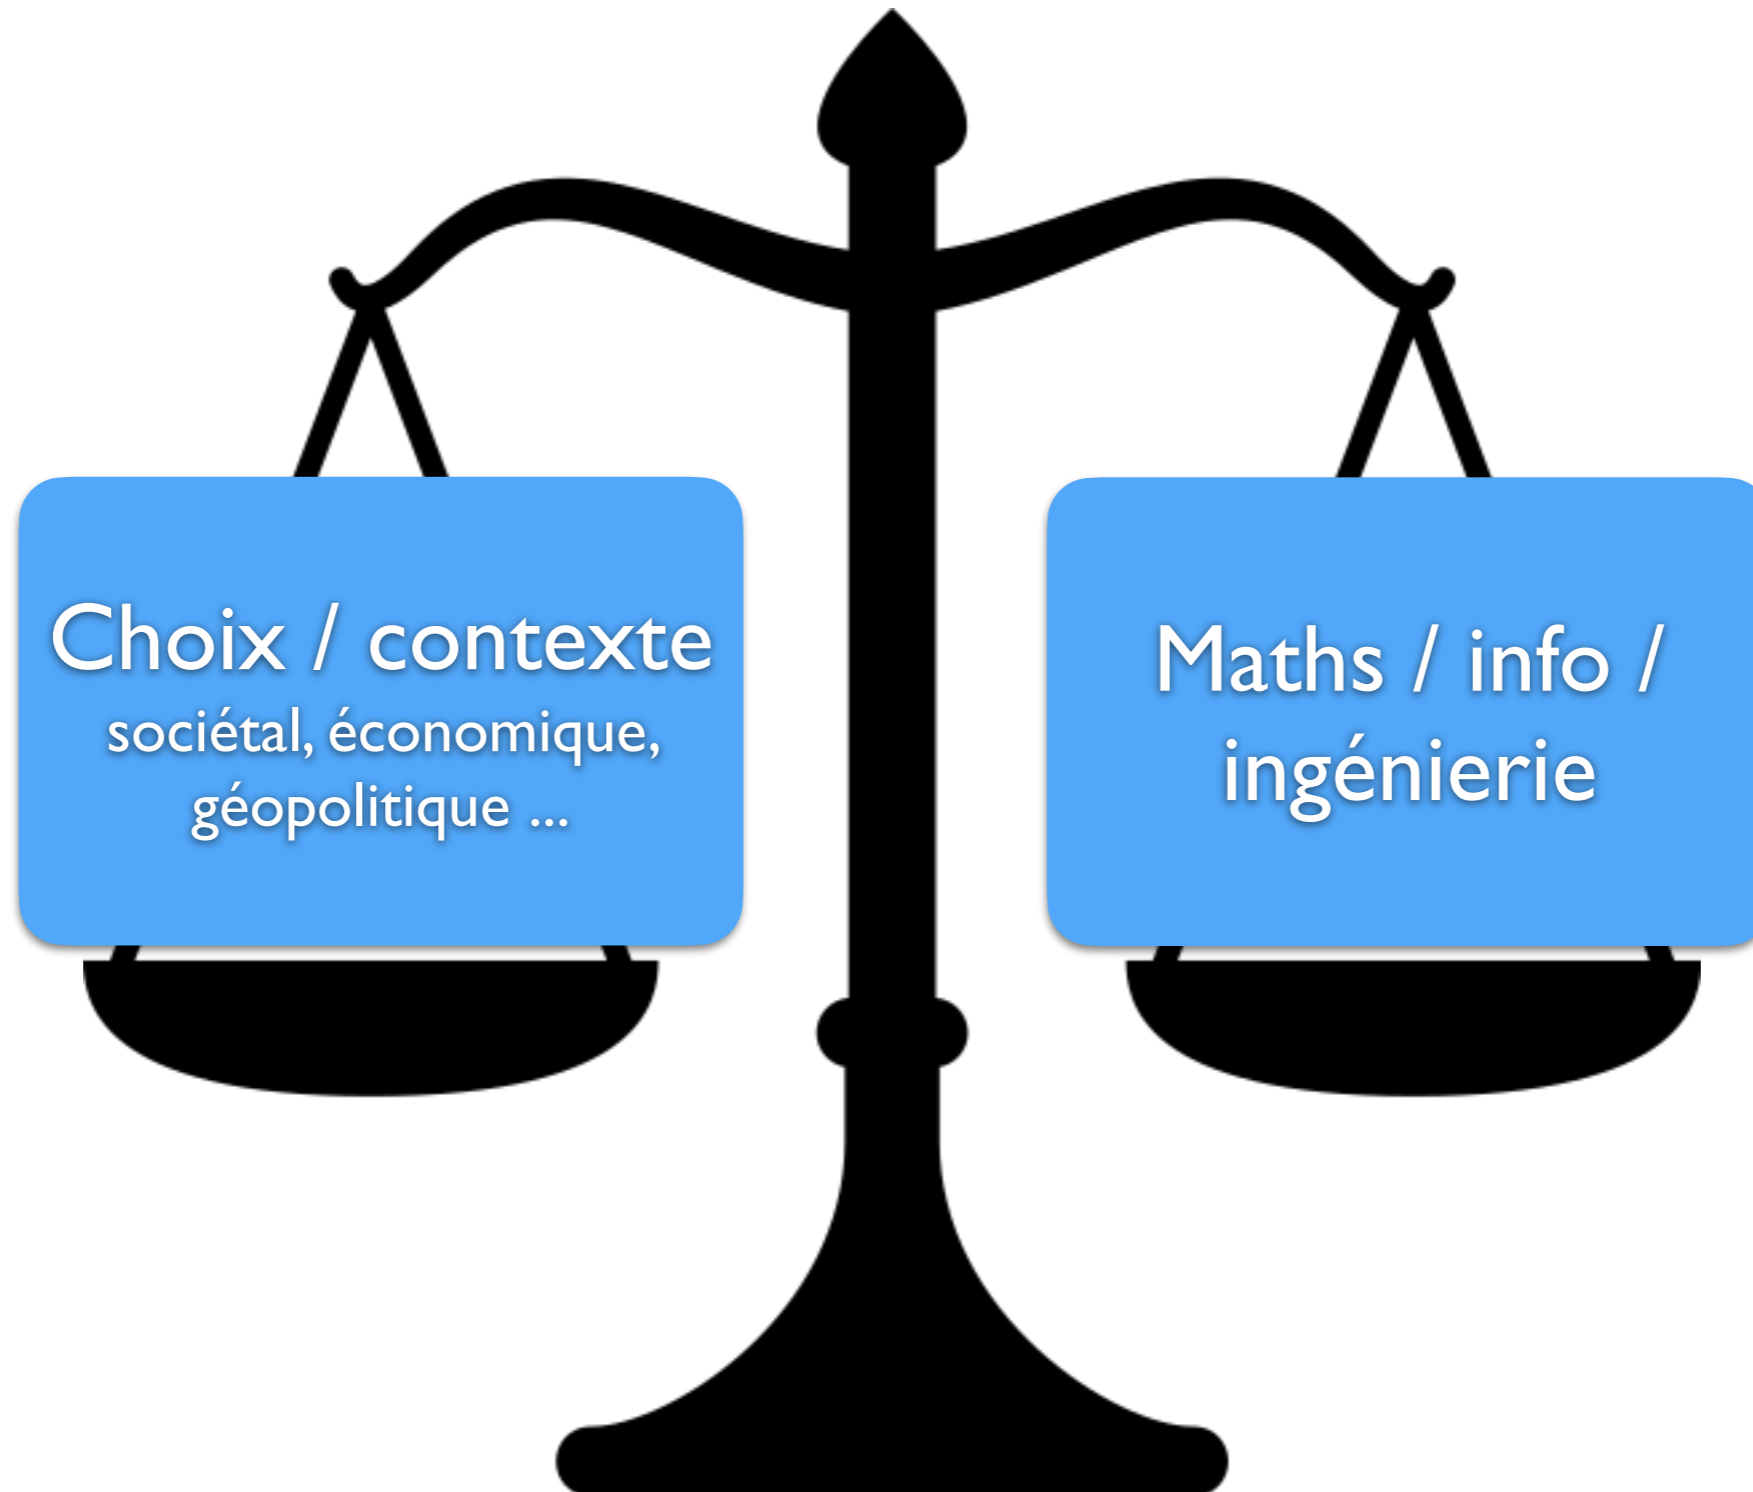 Choix / contexte
sociétal, économique,
géopolitique ...
Maths / info /
ingénierie